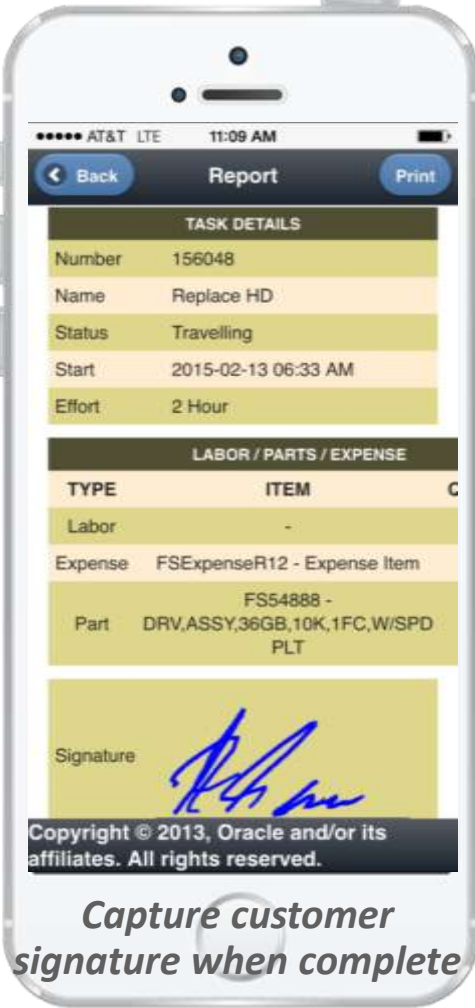 AT&T LTE 11:09 AM
Back Report Print
TASK DETAILS
Number 156048
Name Replace HD
Status Travelling
Start 2015-02-13 06:33 AM
Effort 2 Hour
LABOR / PARTS / EXPENSE
TYPE ITEM
Labor -
Expense FSExpenseR12 - Expense Item
FS54888 -
Part DRV,ASSY,36GB,10K,1FC,W/SPD
PLT
Signature
Copyright © 2013, Oracle and/or its
affiliates. All rights reserved.
Capture customer
signature when complete